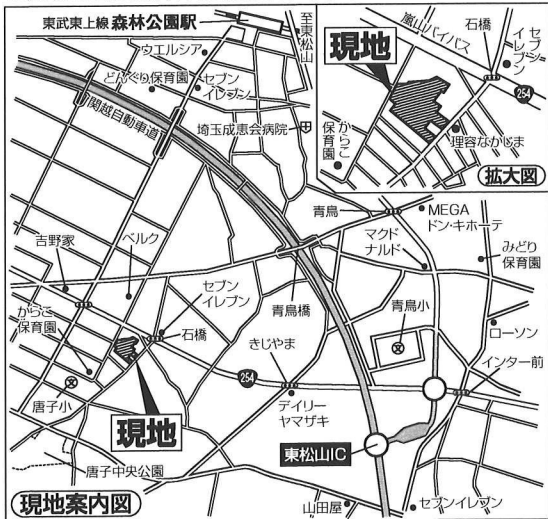 東武東上線 森林公園駅
至東松山
ウエルシア
どんぐり保育園
セブン
イレブン
関越自動車道
埼玉成恵会病院
嵐山バイパス
石橋
セブン
イレブン
現地
254
からこ
保育園
理容なかじま
拡大図
青鳥
MEGA
ドン・キホーテ
マクド
ナルド
みどり
保育園
吉野家
ベルク
セブン
イレブン
青鳥橋
からこ
保育園
石橋
きじやま
青鳥小
ローソン
インター前
254
唐子小
デイリー
ヤマザキ
現地
東松山IC
唐子中央公園
山田屋
セブンイレブン
現地案内図